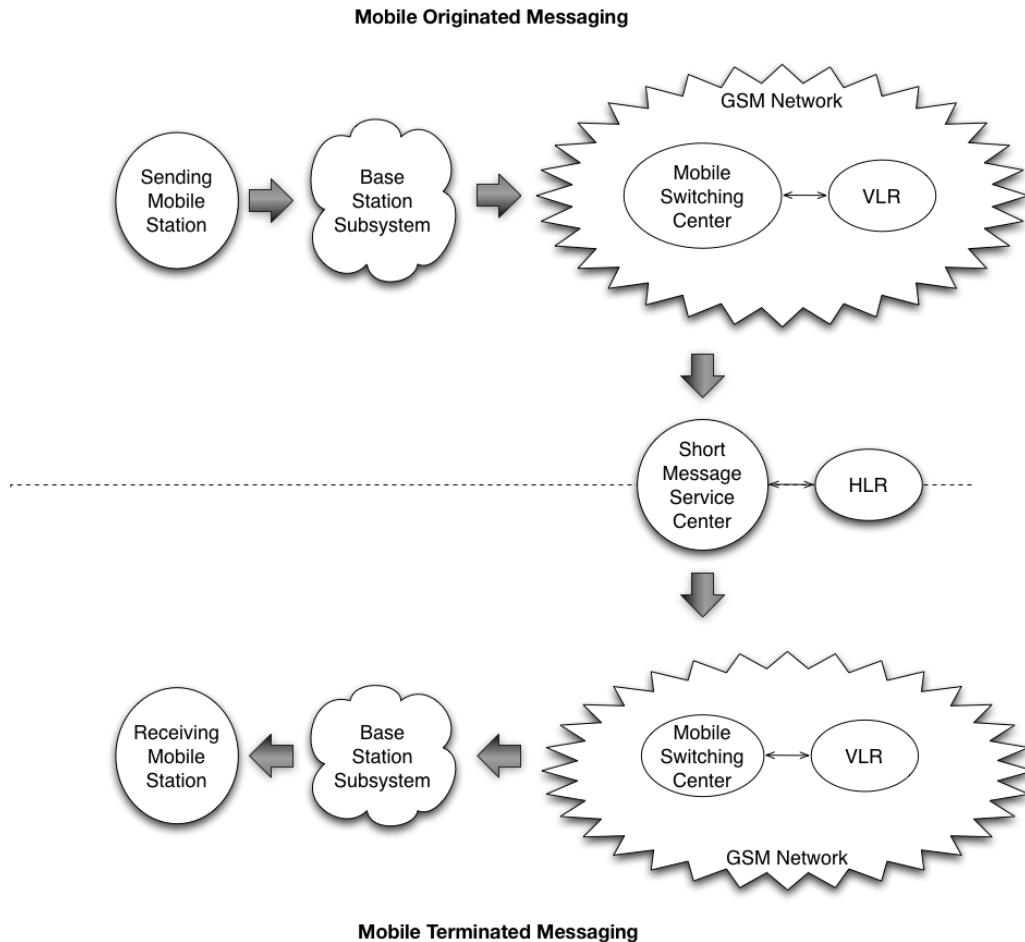 Mobile Originated Messaging
GSM Network
Sending
Mobile
Station
Base
Station
Subsystem
Mobile
Switching
Center
VLR
Short
Message
Service
Center
HLR
Receiving
Mobile
Station
Base
Station
Subsystem
Mobile
Switching
Center
VLR
GSM Network
Mobile Terminated Messaging